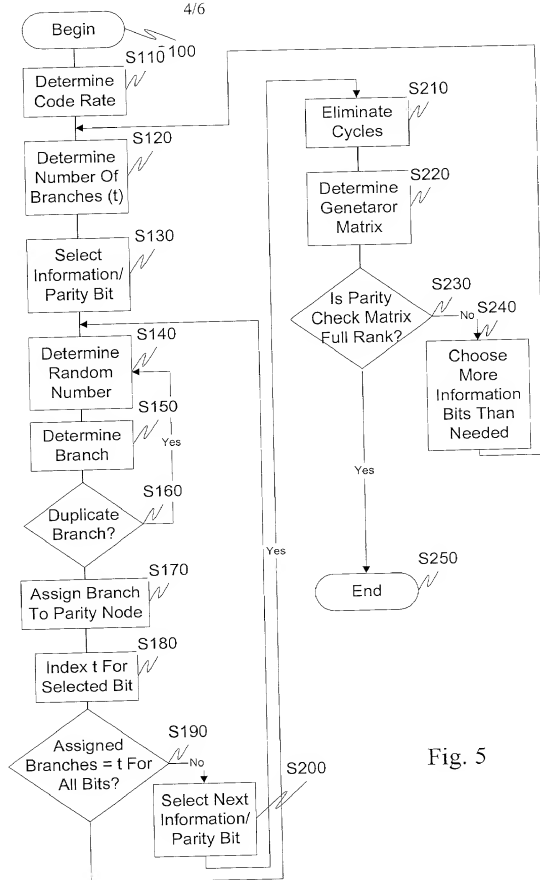 4/6
Begin
100
S110
Determine
Code Rate
S120
Determine
Number Of
Branches (t)
S130
Select
Information/
Parity Bit
S140
Determine
Random
Number
S150
Determine
Branch
Yes
S160
Duplicate
Branch?
S170
Assign Branch
To Parity Node
S180
Index t For
Selected Bit
S190
Assigned
Branches = t For
All Bits?
No
S200
Select Next
Information/
Parity Bit
Yes
S210
Eliminate
Cycles
S220
Determine
Genetaror
Matrix
S230
Is Parity
Check Matrix
Full Rank?
No
S240
Choose
More
Information
Bits Than
Needed
Yes
S250
End
Fig. 5